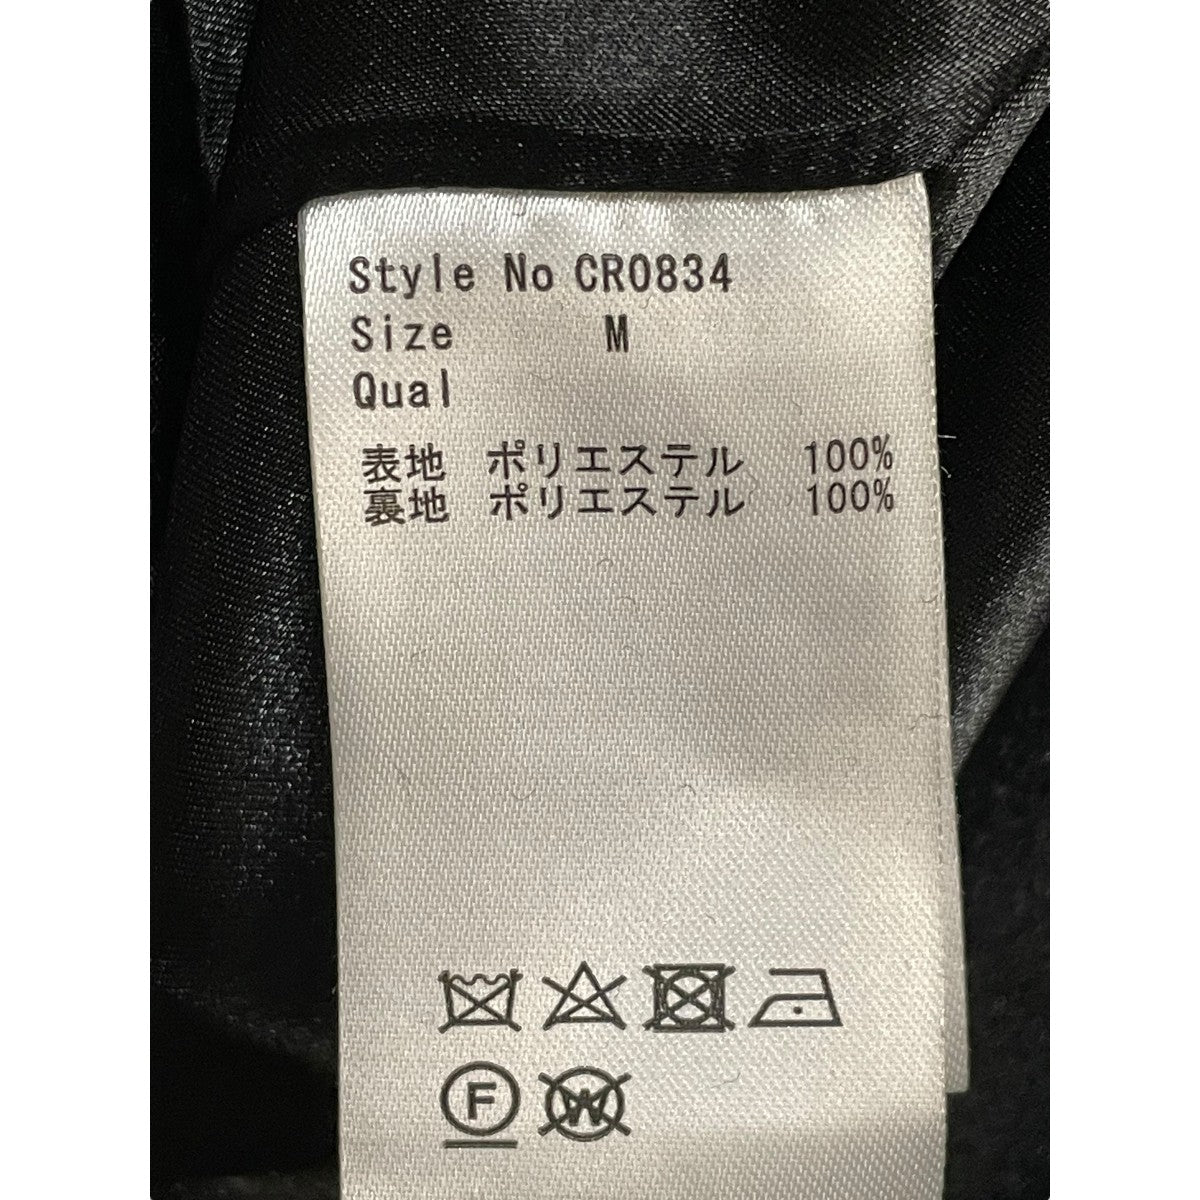 Style No CR0834
Size M
Qual
表地 ポリエステル 100%
裏地 ポリエステル 100%
F W